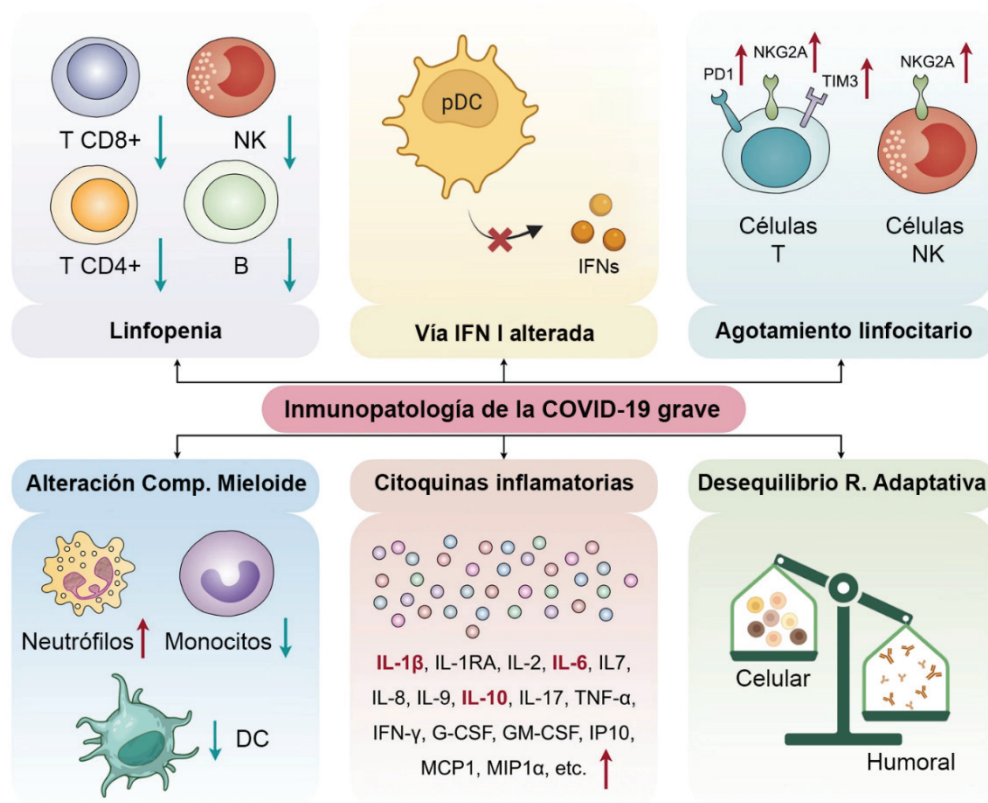 T CD8+
NK
T CD4+
B
Linfopenia
pDC
IFNs
Vía IFN I alterada
PD1
NKG2A
TIM3
NKG2A
Células
T
Células
NK
Agotamiento linfocitario
Inmunopatología de la COVID-19 grave
Alteración Comp. Mieloide
Neutrófilos
Monocitos
DC
Citoquinas inflamatorias
IL-1β, IL-1RA, IL-2, IL-6, IL7,
IL-8, IL-9, IL-10, IL-17, TNF-α,
IFN-γ, G-CSF, GM-CSF, IP10,
MCP1, MIP1α, etc.
Desequilibrio R. Adaptativa
Celular
Humoral